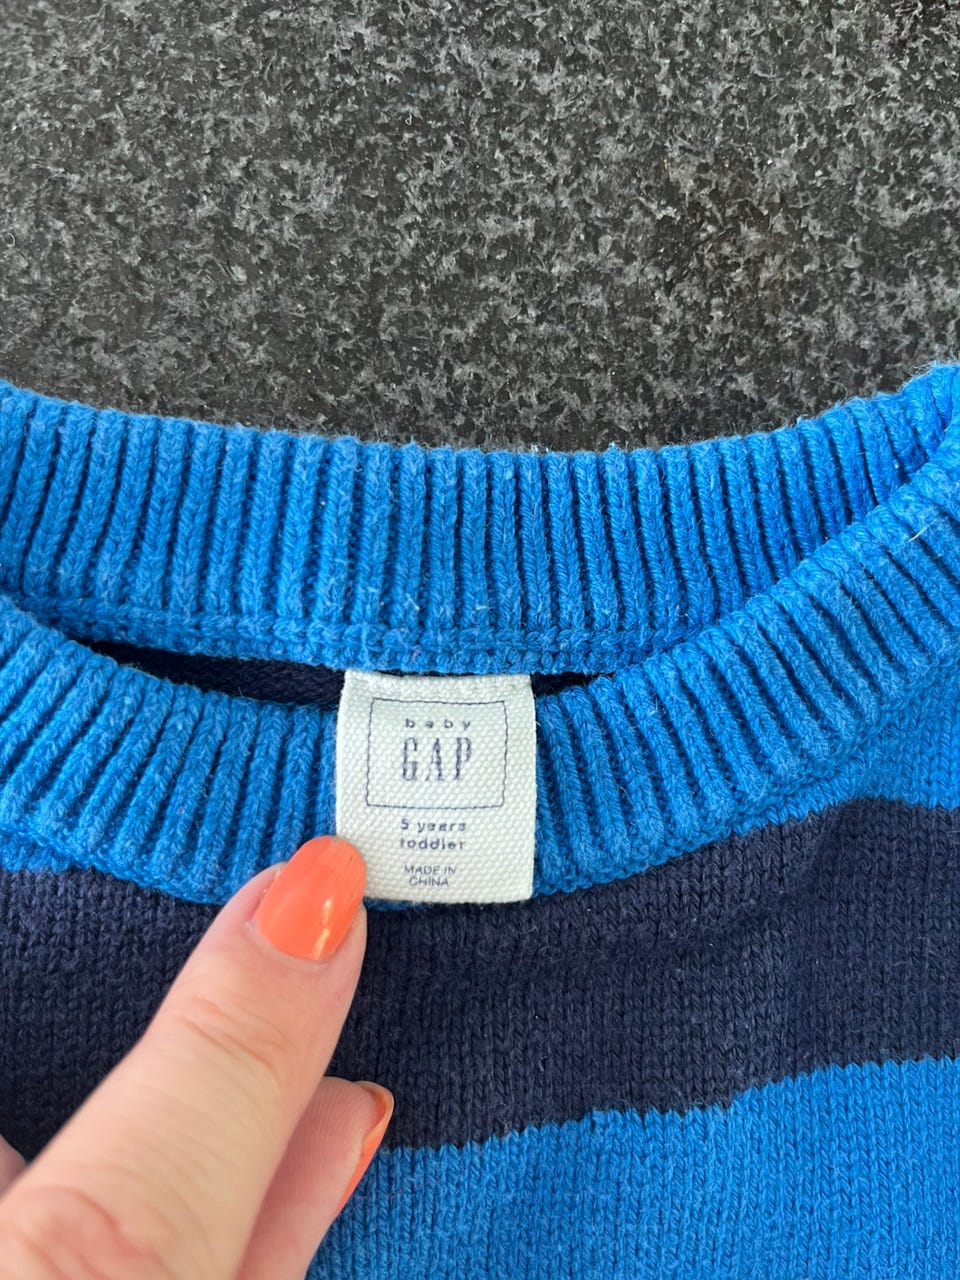 baby
GAP
5 years
toddler
MADE IN
CHINA